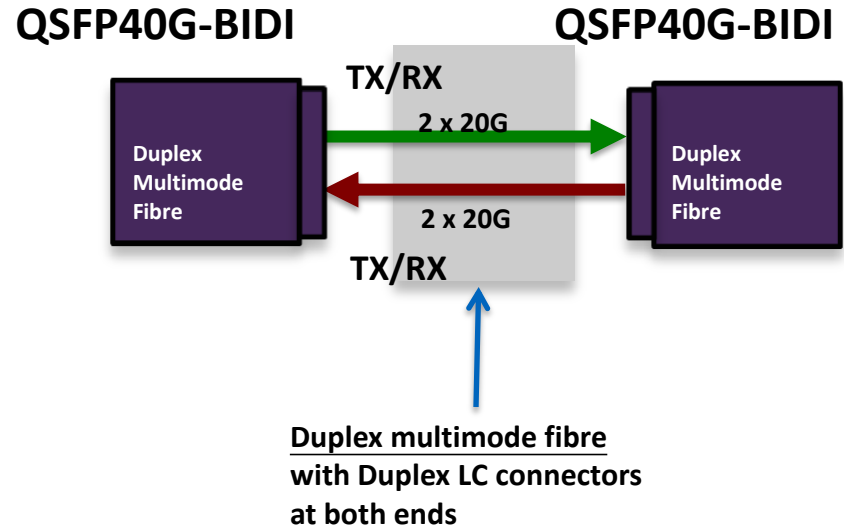 QSFP40G-BIDI
QSFP40G-BIDI
TX/RX
2 x 20G
Duplex
Multimode
Fibre
Duplex
Multimode
Fibre
2 x 20G
TX/RX
Duplex multimode fibre
with Duplex LC connectors
at both ends